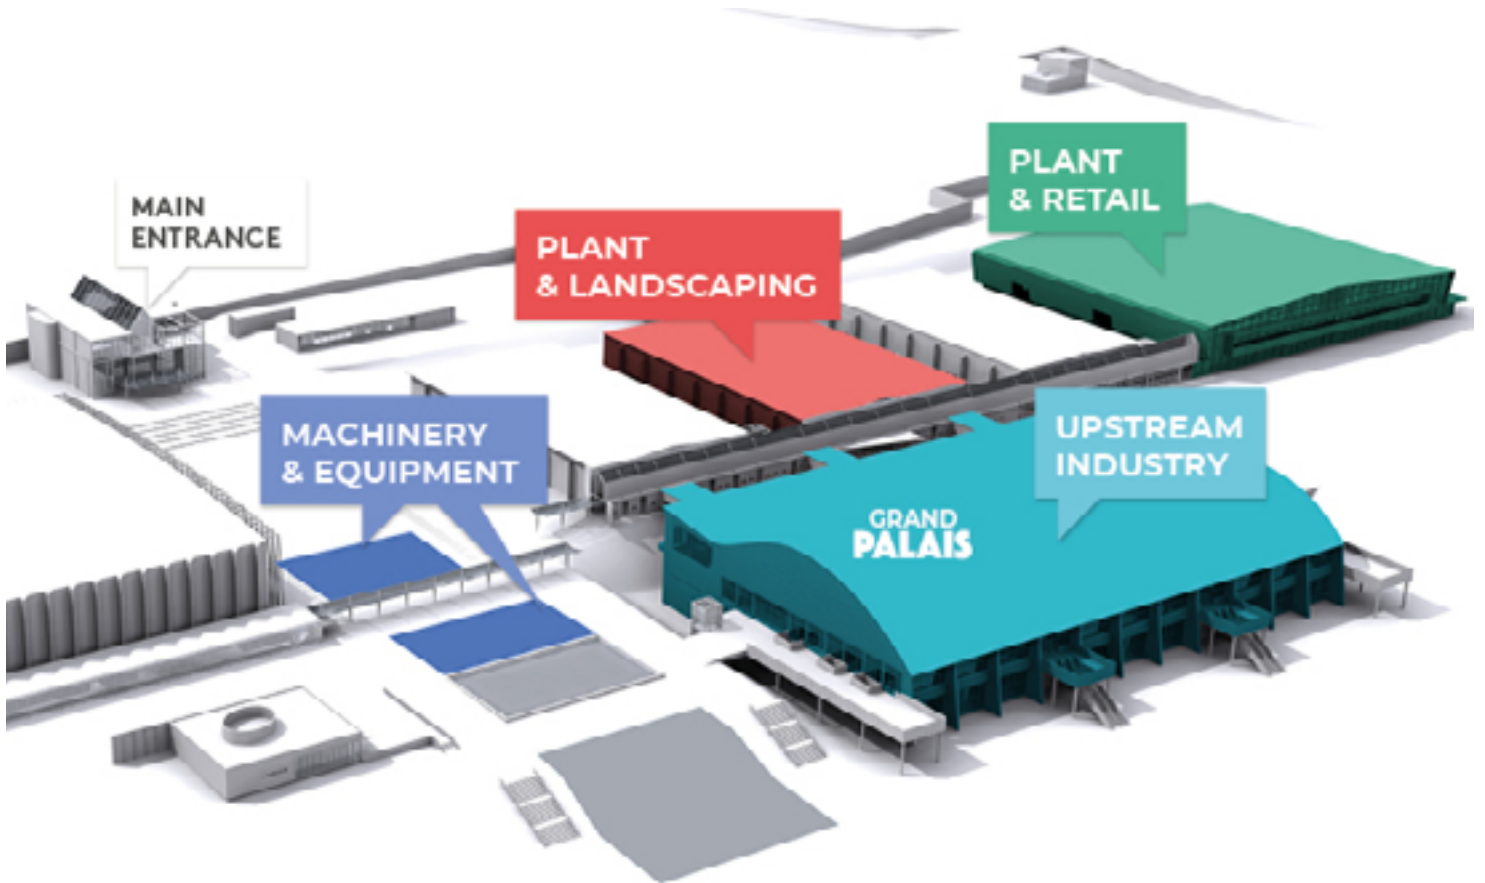 PLANT
& RETAIL
MAIN
ENTRANCE
PLANT
& LANDSCAPING
MACHINERY
& EQUIPMENT
UPSTREAM
INDUSTRY
GRAND
PALAIS